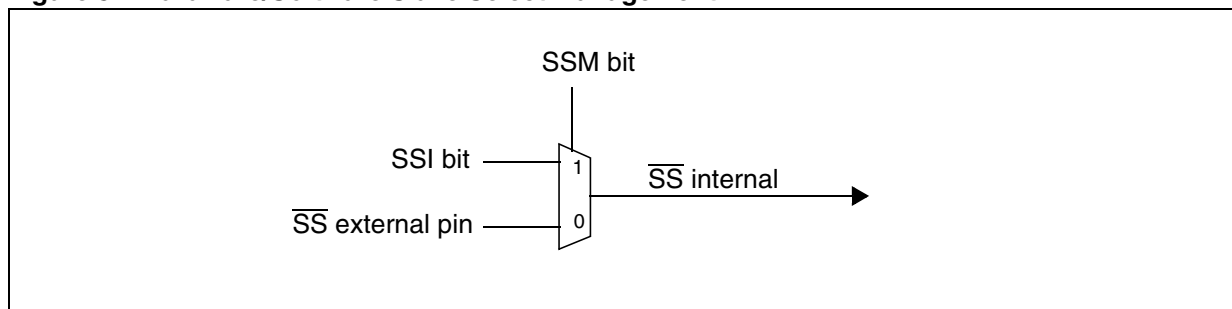 SSM bit
SSI bit
1
SS internal
SS external pin
0